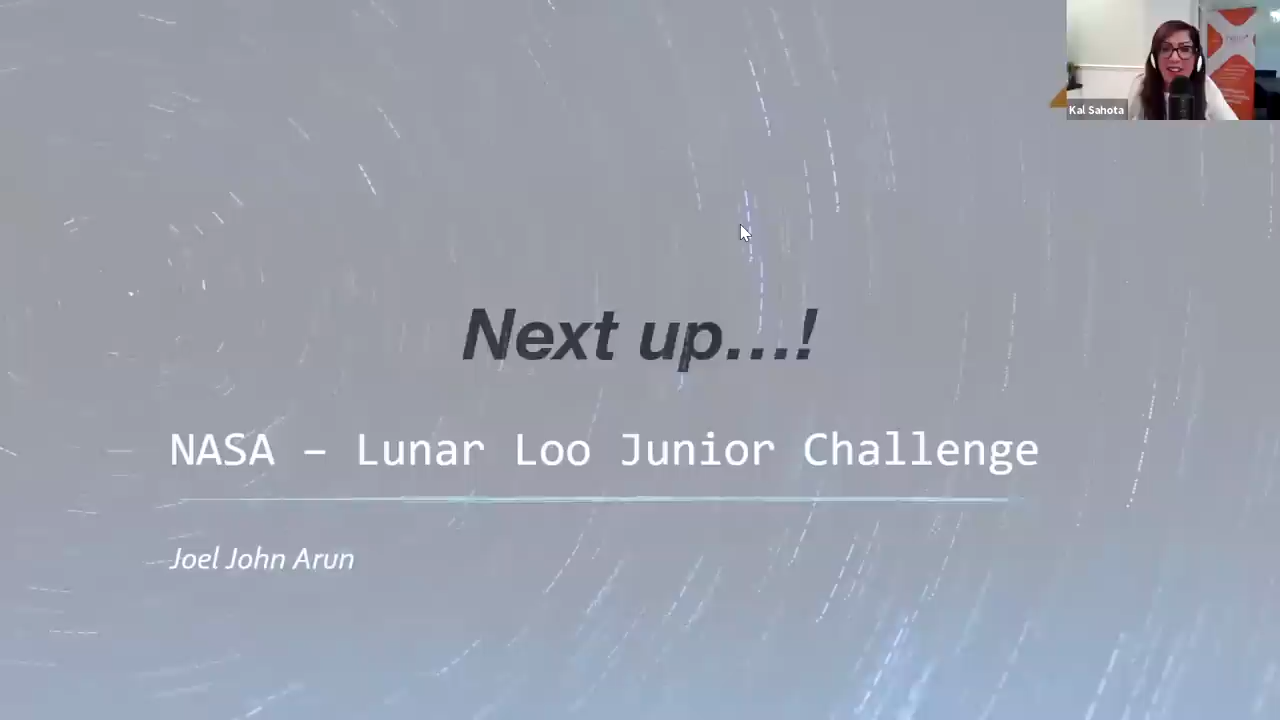 Kal Sahota
Next up...!
NASA – Lunar Loo Junior Challenge
Joel John Arun